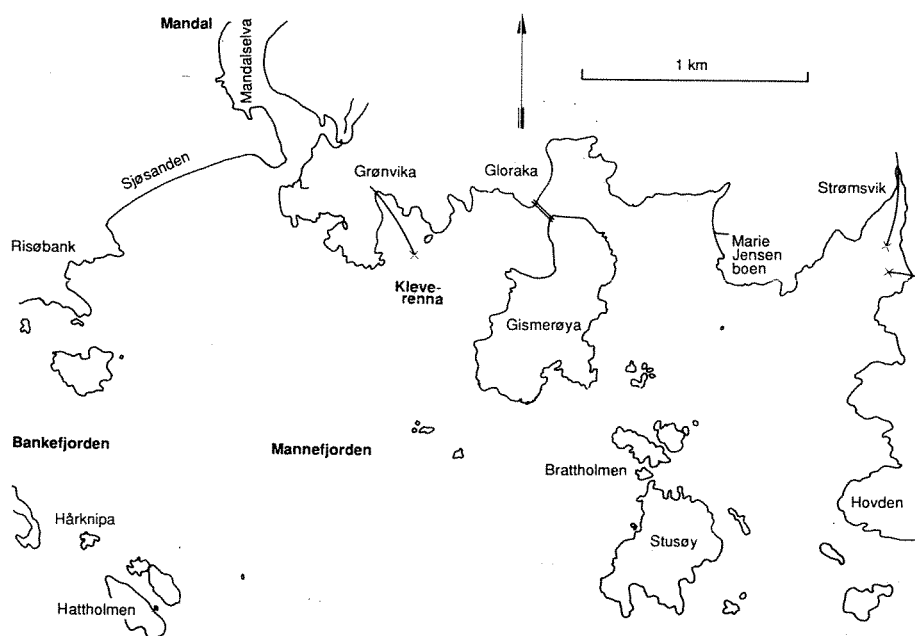 Mandal
Mandalselva
1 km
Sjøsanden
Grønvika
Gloraka
Strømsvik
Risøbank
Marie
Jensen
boen
Kleve-
renna
Gismerøya
Bankefjorden
Mannefjorden
Brattholmen
Hovden
Hårknipa
Stusøy
Hattholmen